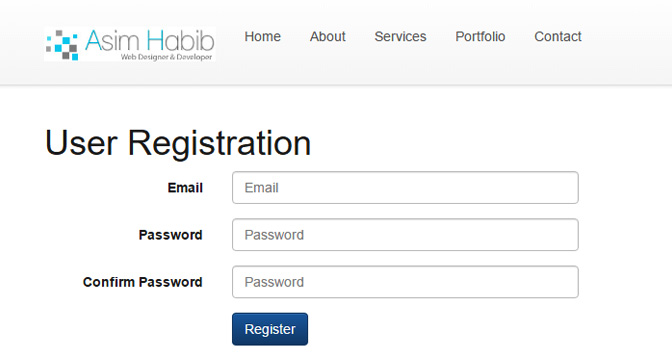 Asim Habib
Web Designer & Developer
Home About Services Portfolio Contact
User Registration
Email Email
Password Password
Confirm Password Password
Register